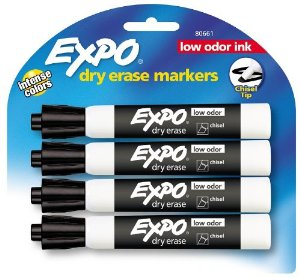 80661
EXPO®
low odor ink
dry erase markers
Intense
Colors
Chisel
Tip
EXPO
low odor
dry erase
chisel
EXPO
low odor
dry erase
chisel
EXPO
low odor
dry erase
chisel
EXPO
low odor
dry erase
chisel